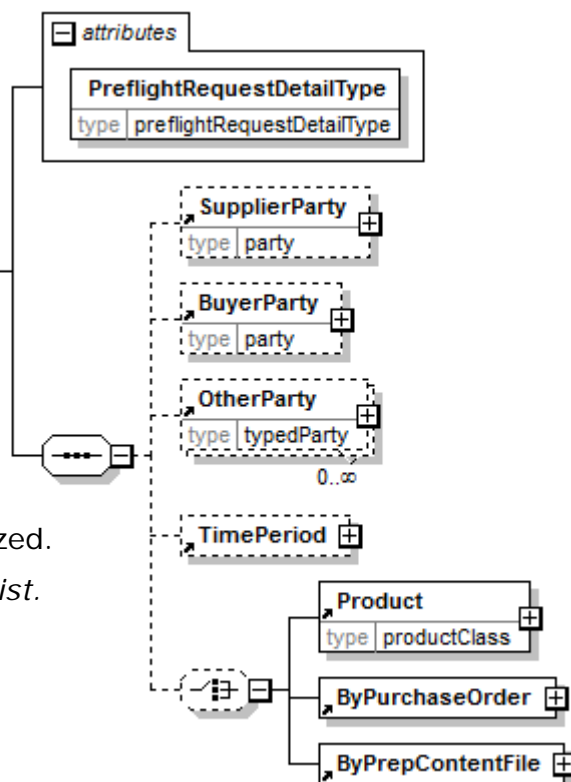 attributes
PreflightRequestDetailType
type preflightRequestDetailType
SupplierParty
type party
BuyerParty
type party
OtherParty
type typedParty
0..∞
zed.
TimePeriod
ist.
Product
type productClass
ByPurchaseOrder
ByPrepContentFile